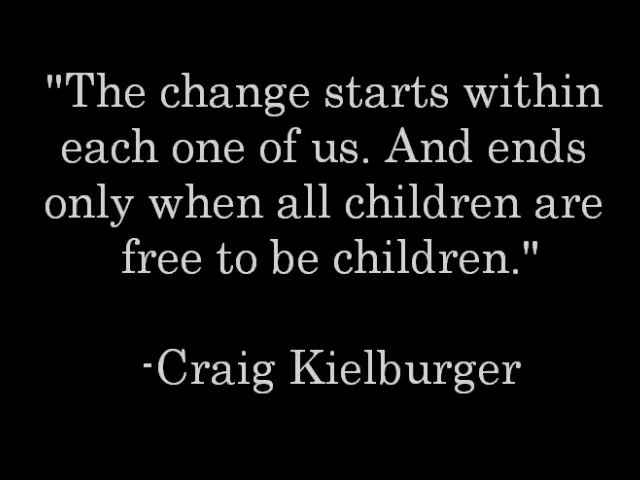 "The change starts within
each one of us. And ends
only when all children are
free to be children."
-Craig Kielburger